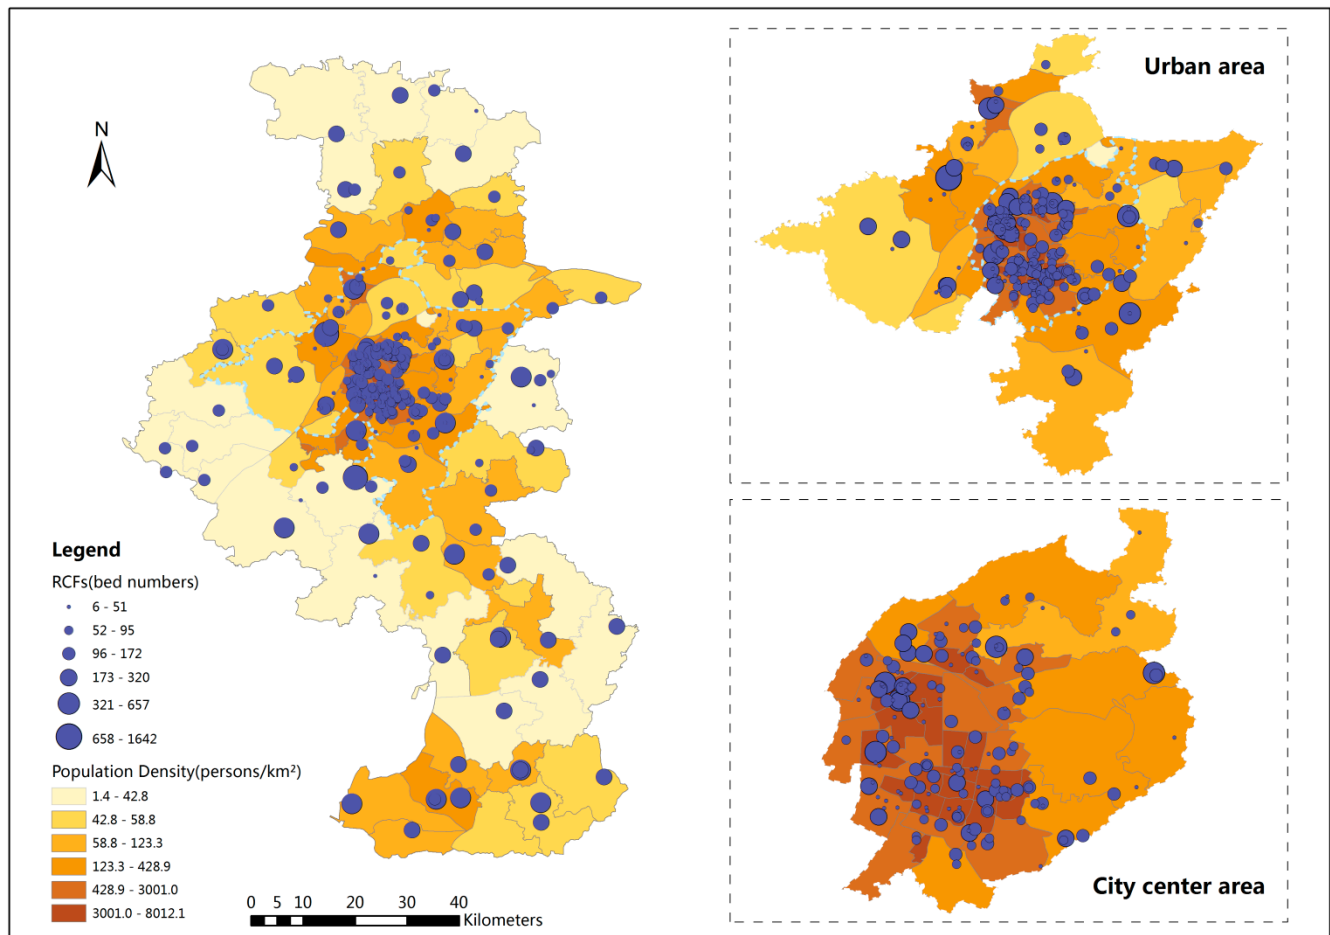 Urban area
N
Legend
RCFs(bed numbers)
6 - 51
52 - 95
96 - 172
173 - 320
321 - 657
658 - 1642
Population Density(persons/km²)
1.4 - 42.8
42.8 - 58.8
58.8 - 123.3
123.3 - 428.9
428.9 - 3001.0
3001.0 - 8012.1
0 5 10 20 30 40
Kilometers
City center area